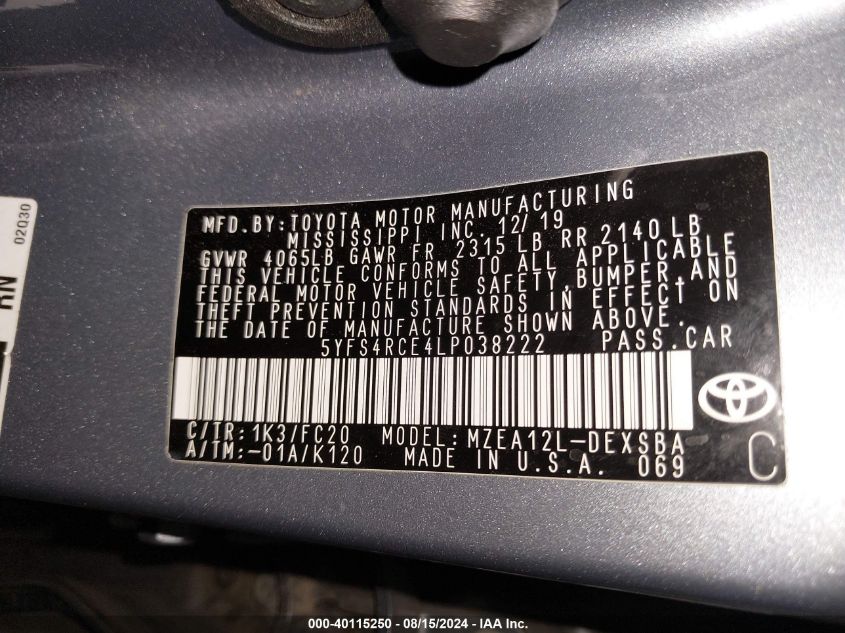 02030
RN
MFD.BY:TOYOTA MOTOR MANUFACTURING
MISSISSIPPI INC. 12/19
GVWR 4065LB GAWR FR 2315 LB RR 2140 LB
THIS VEHICLE CONFORMS TO ALL APPLICABLE
FEDERAL MOTOR VEHICLE SAFETY,BUMPER,AND
THEFT PREVENTION STANDARDS IN EFFECT ON
THE DATE OF MANUFACTURE SHOWN ABOVE.
5YFS4RCE4LP038222 PASS.CAR
C/TR:1K3/FC20 MODEL:MZEA12L-DEXSBA
A/TM:-01A/K120 MADE IN U.S.A. 069 C
000-40115250 - 08/15/2024 - IAA Inc.